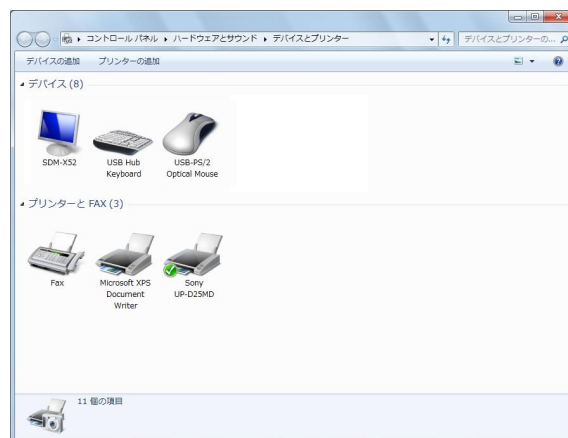 コントロール パネル ▸ ハードウェアとサウンド ▸ デバイスとプリンター
デバイスとプリンターの...
デバイスの追加 プリンターの追加
デバイス (8)
SDM-X52
USB Hub
Keyboard
USB-PS/2
Optical Mouse
プリンターと FAX (3)
Fax
Microsoft XPS
Document
Writer
Sony
UP-D25MD
11 個の項目